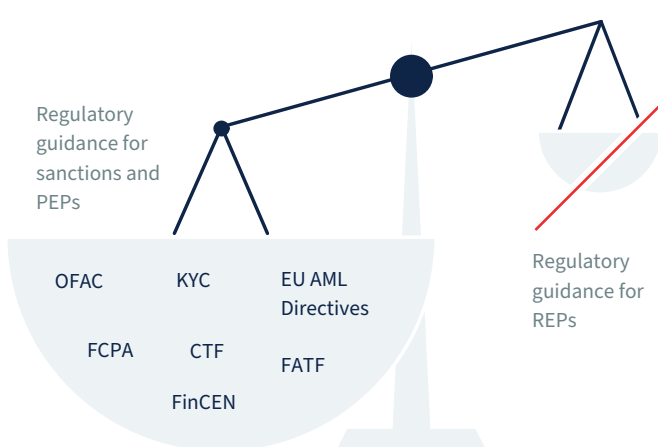 Regulatory
guidance for
sanctions and
PEPs
OFAC
KYC
EU AML
Directives
FCPA
CTF
FATF
FinCEN
Regulatory
guidance for
REPs